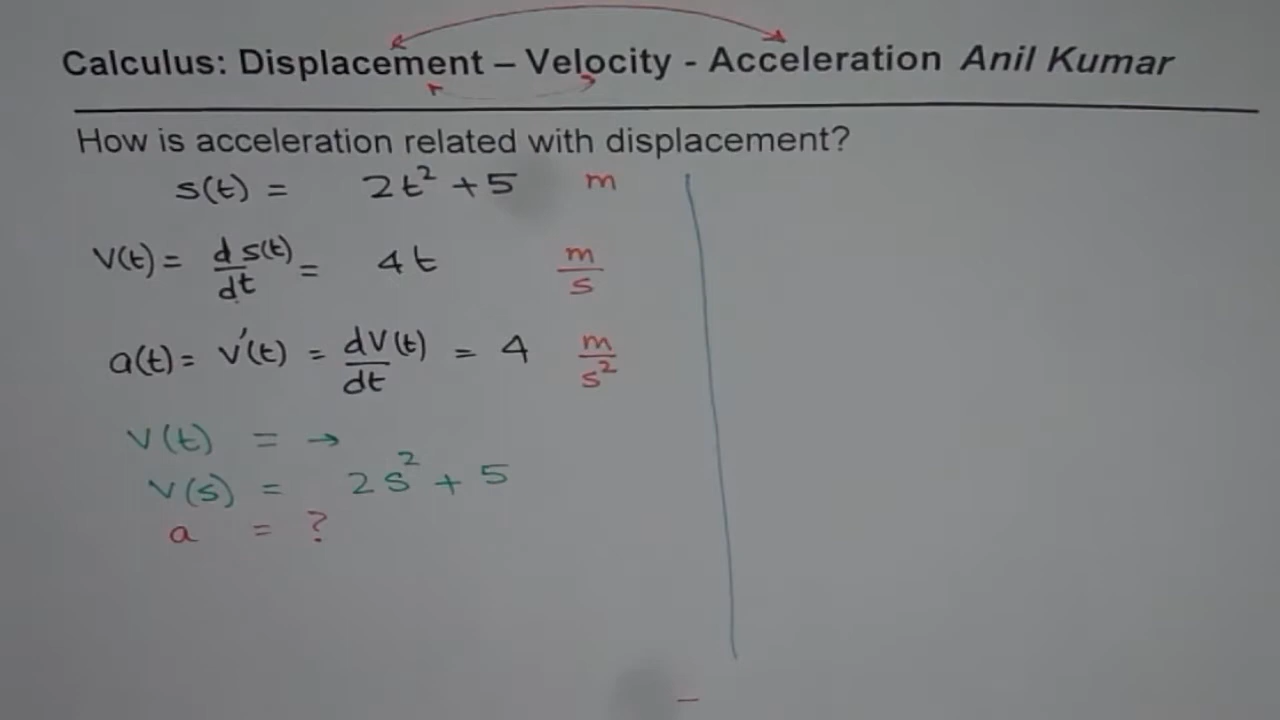 Calculus: Displacement – Velocity - Acceleration Anil Kumar
How is acceleration related with displacement?
s(t) = 2t² + 5 m
v(t) = d s(t)/dt = 4t m/s
a(t) = v'(t) = dv(t)/dt = 4 m/s²
v(t) = →
v(s) = 2s² + 5
a = ?